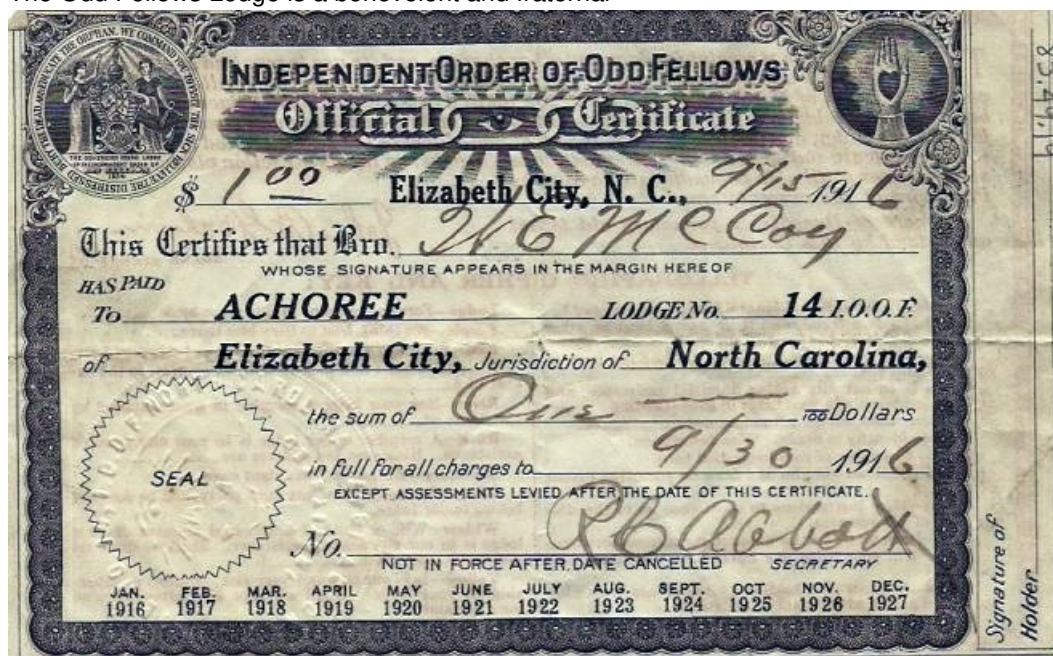 The Odd Fellows Lodge is a benevolent and fraternal
INDEPENDENT ORDER OF ODD FELLOWS
Official Certificate
$ 1 00 Elizabeth City, N. C., 9/15 1916
This Certifies that Bro. W E McCoy
WHOSE SIGNATURE APPEARS IN THE MARGIN HEREOF
HAS PAID
To ACHOREE LODGE No. 14 I.O.O.F.
of Elizabeth City, Jurisdiction of North Carolina,
the sum of One 100 Dollars
in full for all charges to 9/30 1916
EXCEPT ASSESSMENTS LEVIED AFTER THE DATE OF THIS CERTIFICATE.
SEAL
No. Abbott
NOT IN FORCE AFTER DATE CANCELLED SECRETARY
JAN. FEB. MAR. APRIL MAY JUNE JULY AUG. SEPT. OCT NOV. DEC.
1916 1917 1918 1919 1920 1921 1922 1923 1924 1925 1926 1927
Signature of
Holder